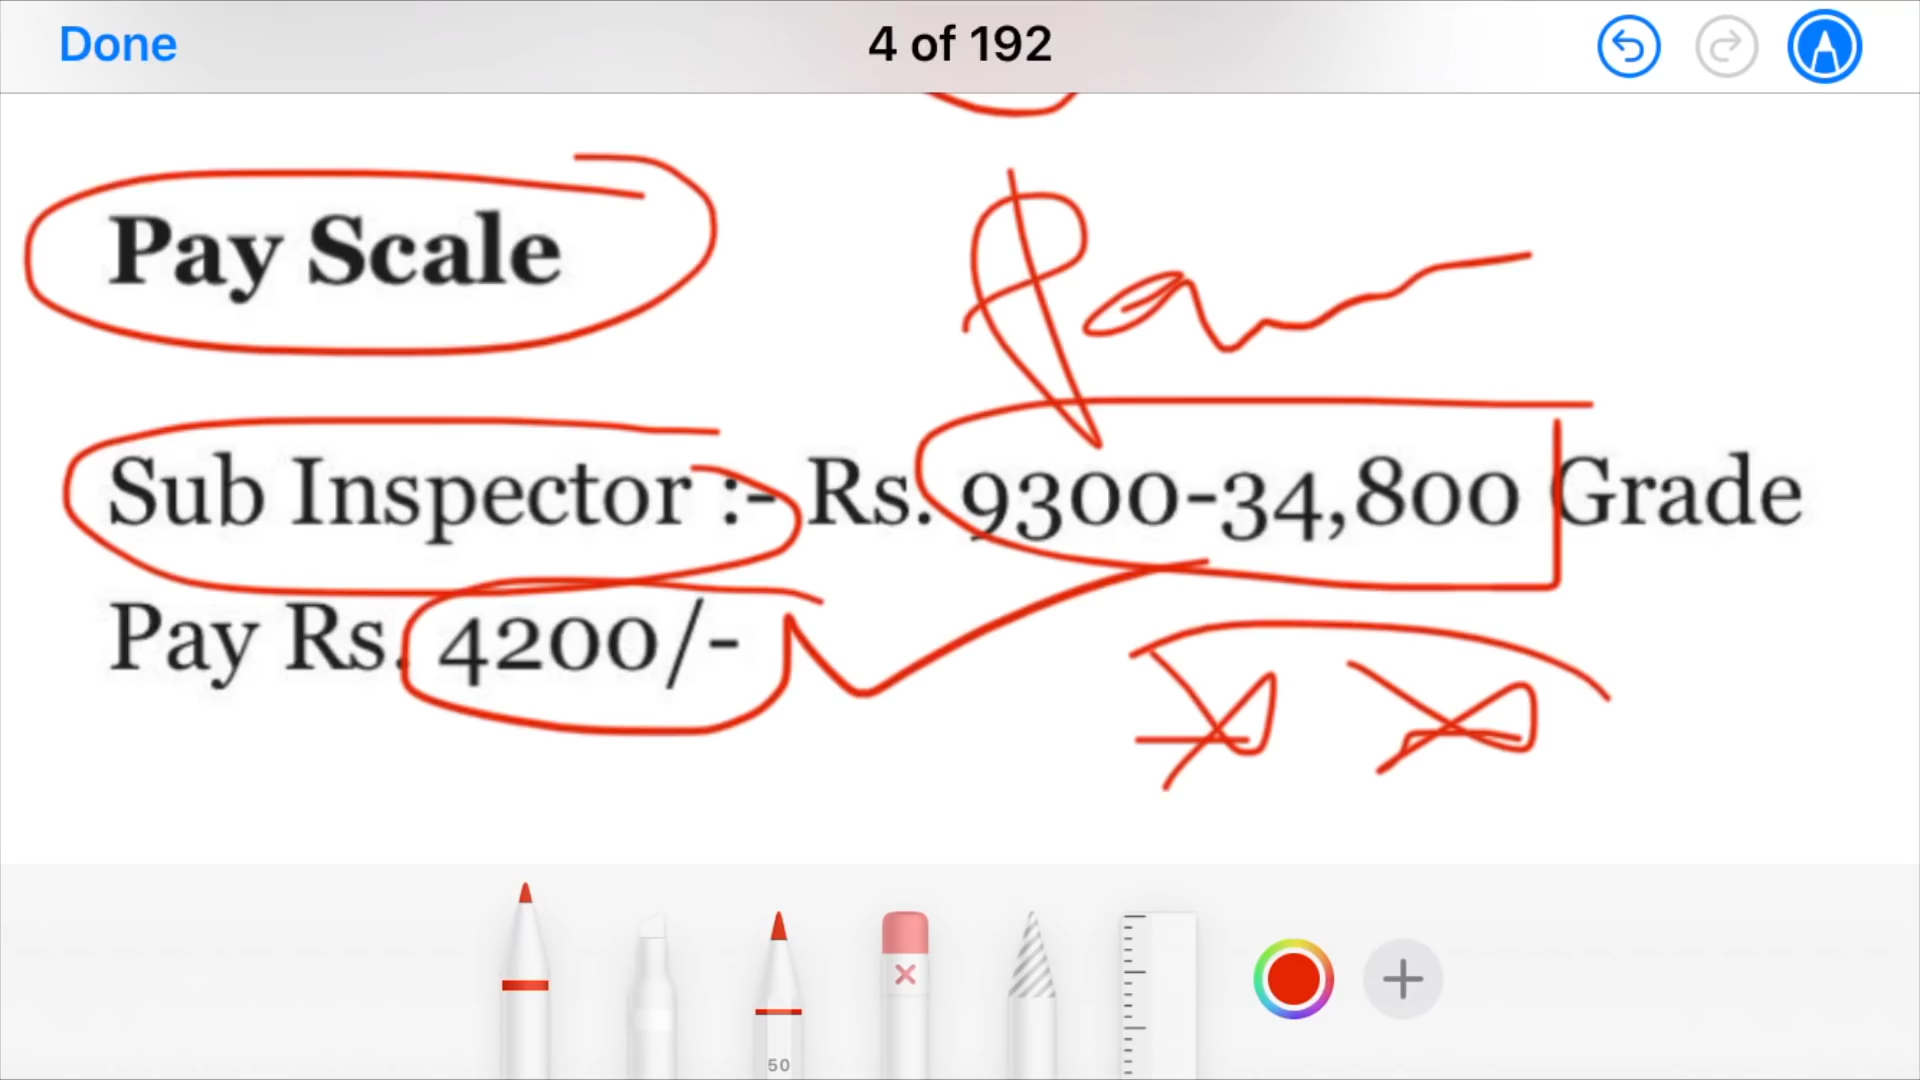 Done 4 of 192
Pay Scale
Sub Inspector :- Rs. 9300-34,800 Grade
Pay Rs. 4200/-
50